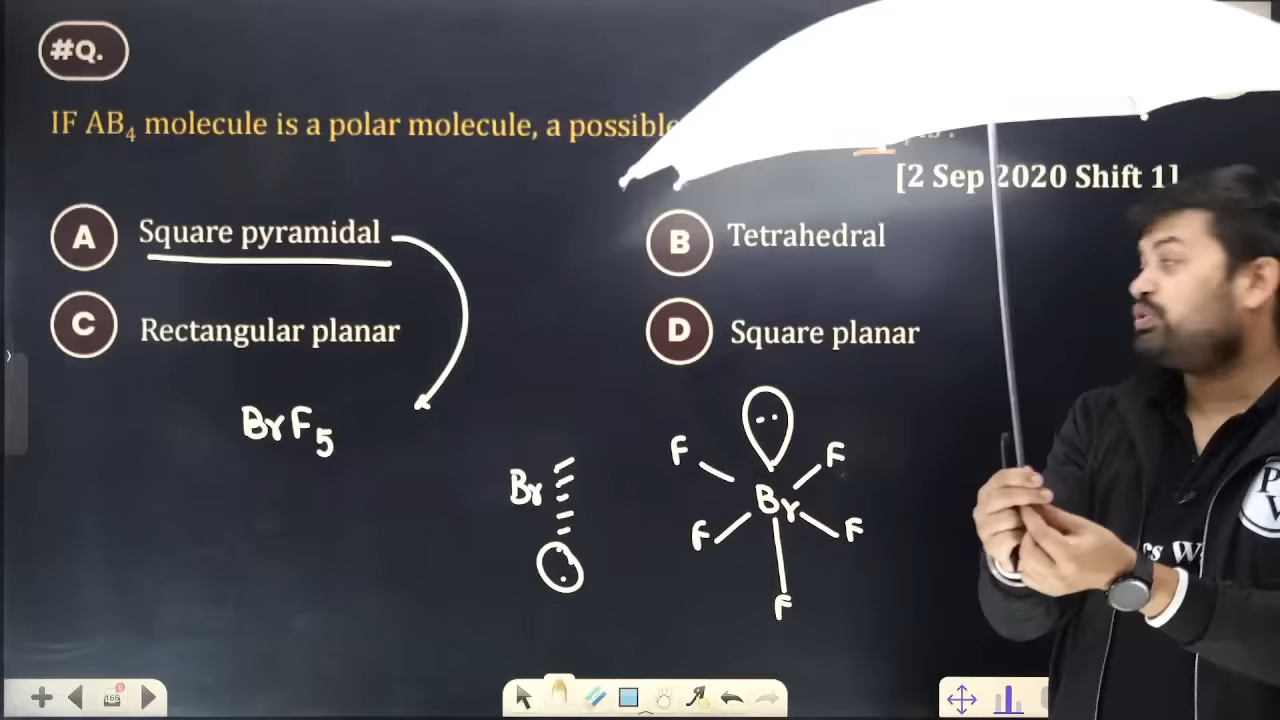 #Q.
IF AB₄ molecule is a polar molecule, a possible
[2 Sep 2020 Shift 1]
A Square pyramidal
B Tetrahedral
C Rectangular planar
D Square planar
BrF₅
F F
Br
Br
F F
F
166